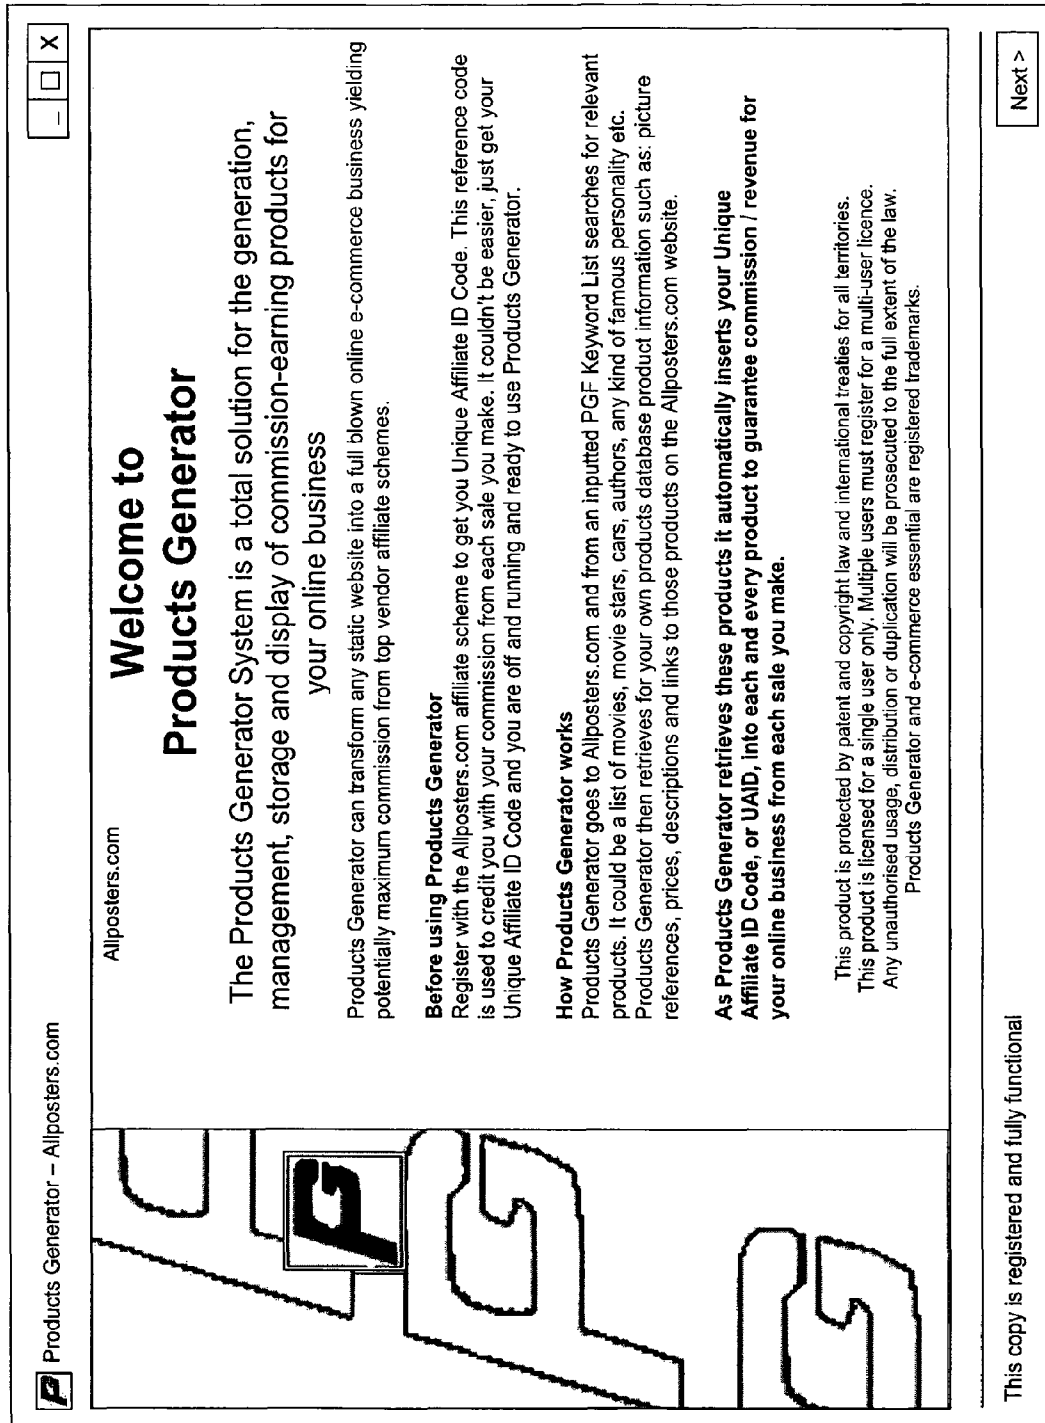 PG Products Generator – Allposters.com
_ □ X
Allposters.com
Welcome to
Products Generator
The Products Generator System is a total solution for the generation,
management, storage and display of commission-earning products for
your online business
Products Generator can transform any static website into a full blown online e-commerce business yielding
potentially maximum commission from top vendor affiliate schemes.
Before using Products Generator
Register with the Allposters.com affiliate scheme to get you Unique Affiliate ID Code. This reference code
is used to credit you with your commission from each sale you make. It couldn't be easier, just get your
Unique Affiliate ID Code and you are off and running and ready to use Products Generator.
How Products Generator works
Products Generator goes to Allposters.com and from an inputted PGF Keyword List searches for relevant
products. It could be a list of movies, movie stars, cars, authors, any kind of famous personality etc.
Products Generator then retrieves for your own products database product information such as: picture
references, prices, descriptions and links to those products on the Allposters.com website.
As Products Generator retrieves these products it automatically inserts your Unique
Affiliate ID Code, or UAID, into each and every product to guarantee commission / revenue for
your online business from each sale you make.
This product is protected by patent and copyright law and international treaties for all territories.
This product is licensed for a single user only. Multiple users must register for a multi-user licence.
Any unauthorised usage, distribution or duplication will be prosecuted to the full extent of the law.
Products Generator and e-commerce essential are registered trademarks.
PG
This copy is registered and fully functional
Next >